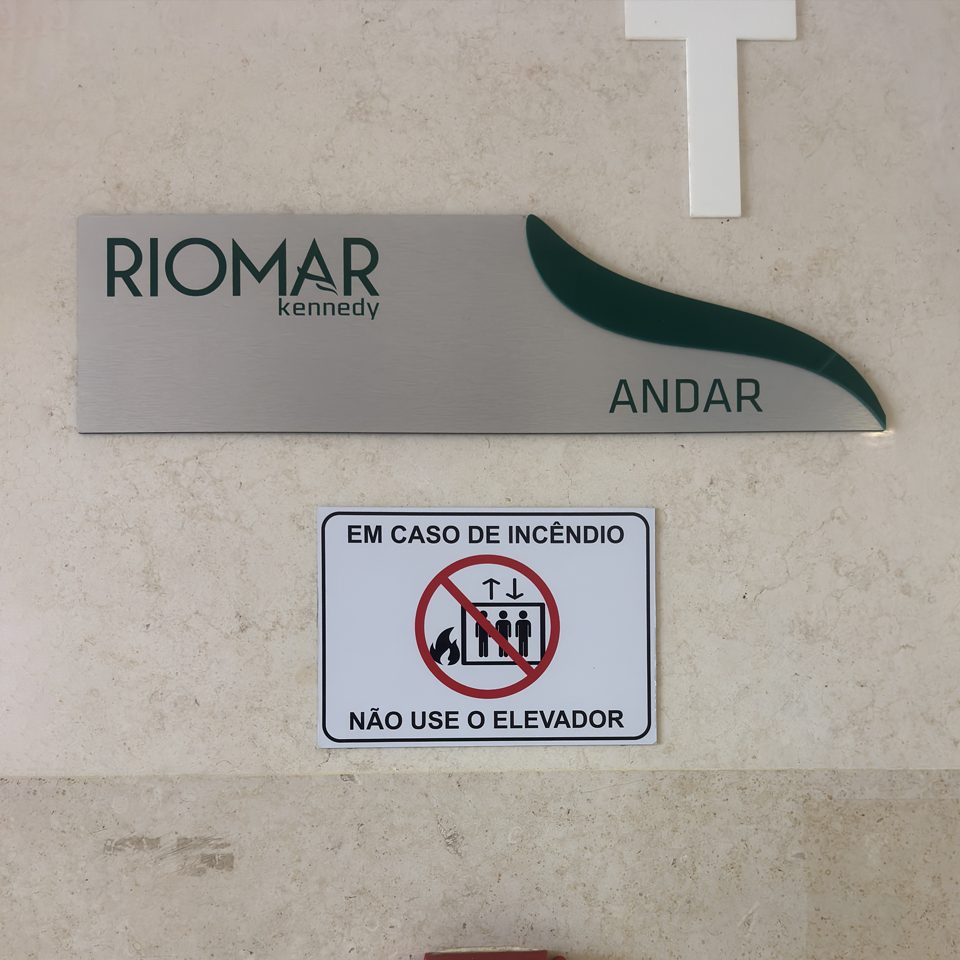 T
RIOMAR
kennedy
ANDAR
EM CASO DE INCÊNDIO
NÃO USE O ELEVADOR